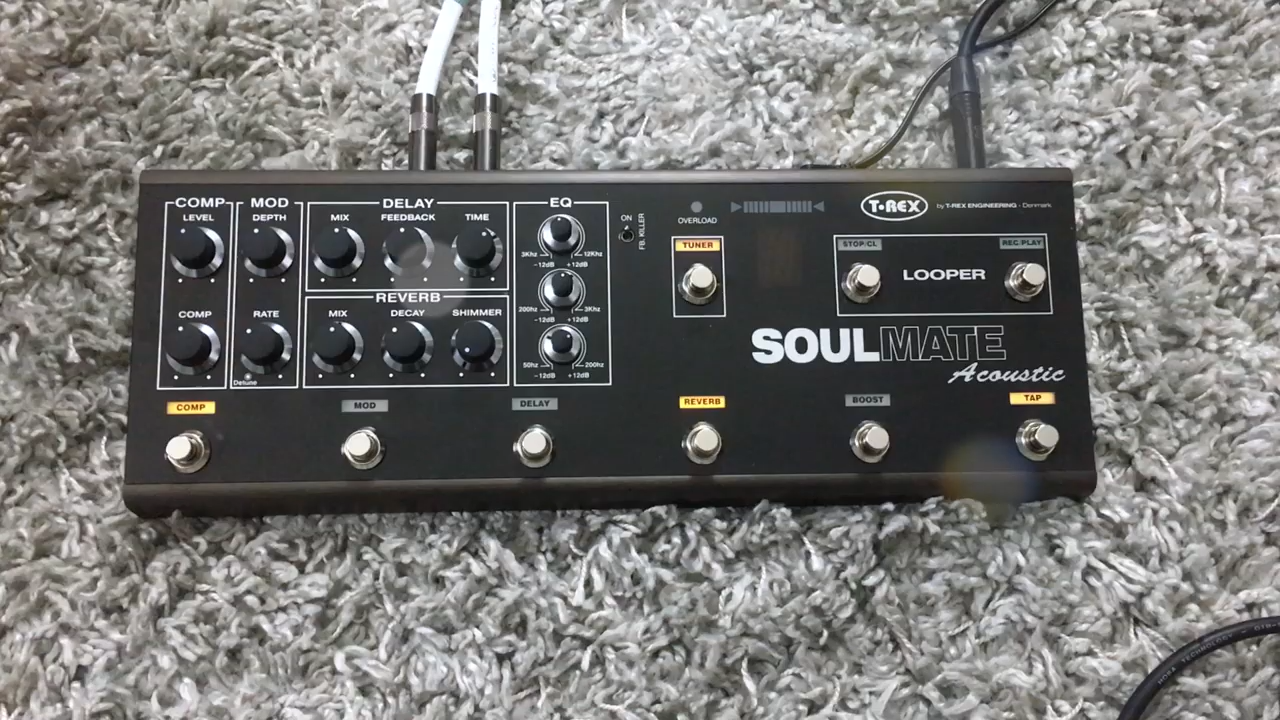 COMP
LEVEL
COMP
MOD
DEPTH
RATE
Detune
DELAY
MIX FEEDBACK TIME
REVERB
MIX DECAY SHIMMER
EQ
3Khz 12Khz
-12dB +12dB
200hz 3Khz
-12dB +12dB
50hz 200hz
-12dB +12dB
ON
FB. KILLER
OVERLOAD
TUNER
T-REX by T-REX ENGINEERING - Denmark
STOP/CL REC/PLAY
LOOPER
SOULMATE
Acoustic
COMP MOD DELAY REVERB BOOST TAP
HOSA TECHNOLOGY